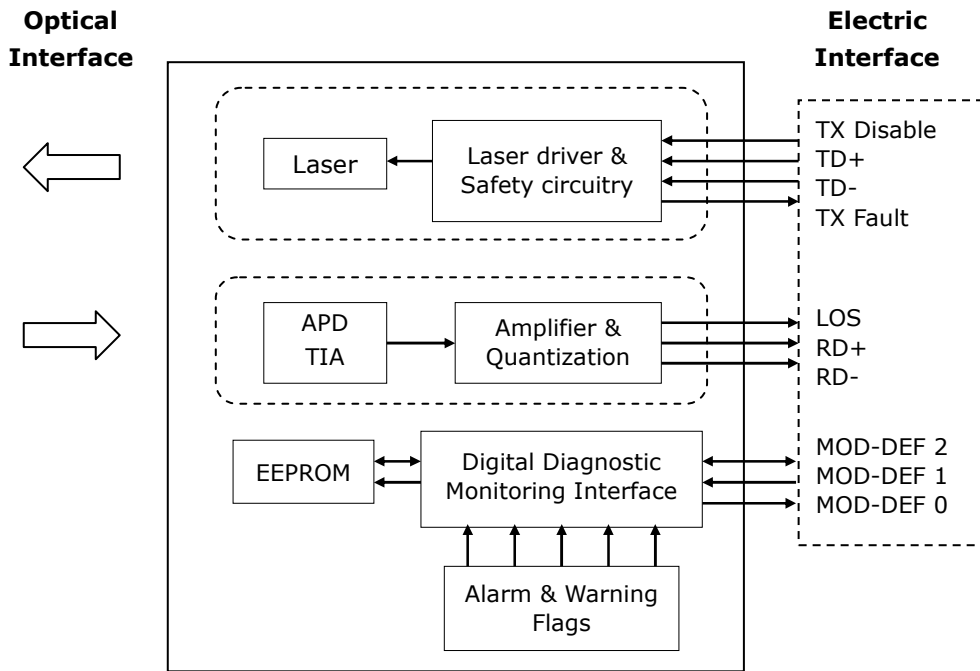 Optical
Interface
Electric
Interface
Laser
Laser driver &
Safety circuitry
TX Disable
TD+
TD-
TX Fault
APD
TIA
Amplifier &
Quantization
LOS
RD+
RD-
EEPROM
Digital Diagnostic
Monitoring Interface
MOD-DEF 2
MOD-DEF 1
MOD-DEF 0
Alarm & Warning
Flags